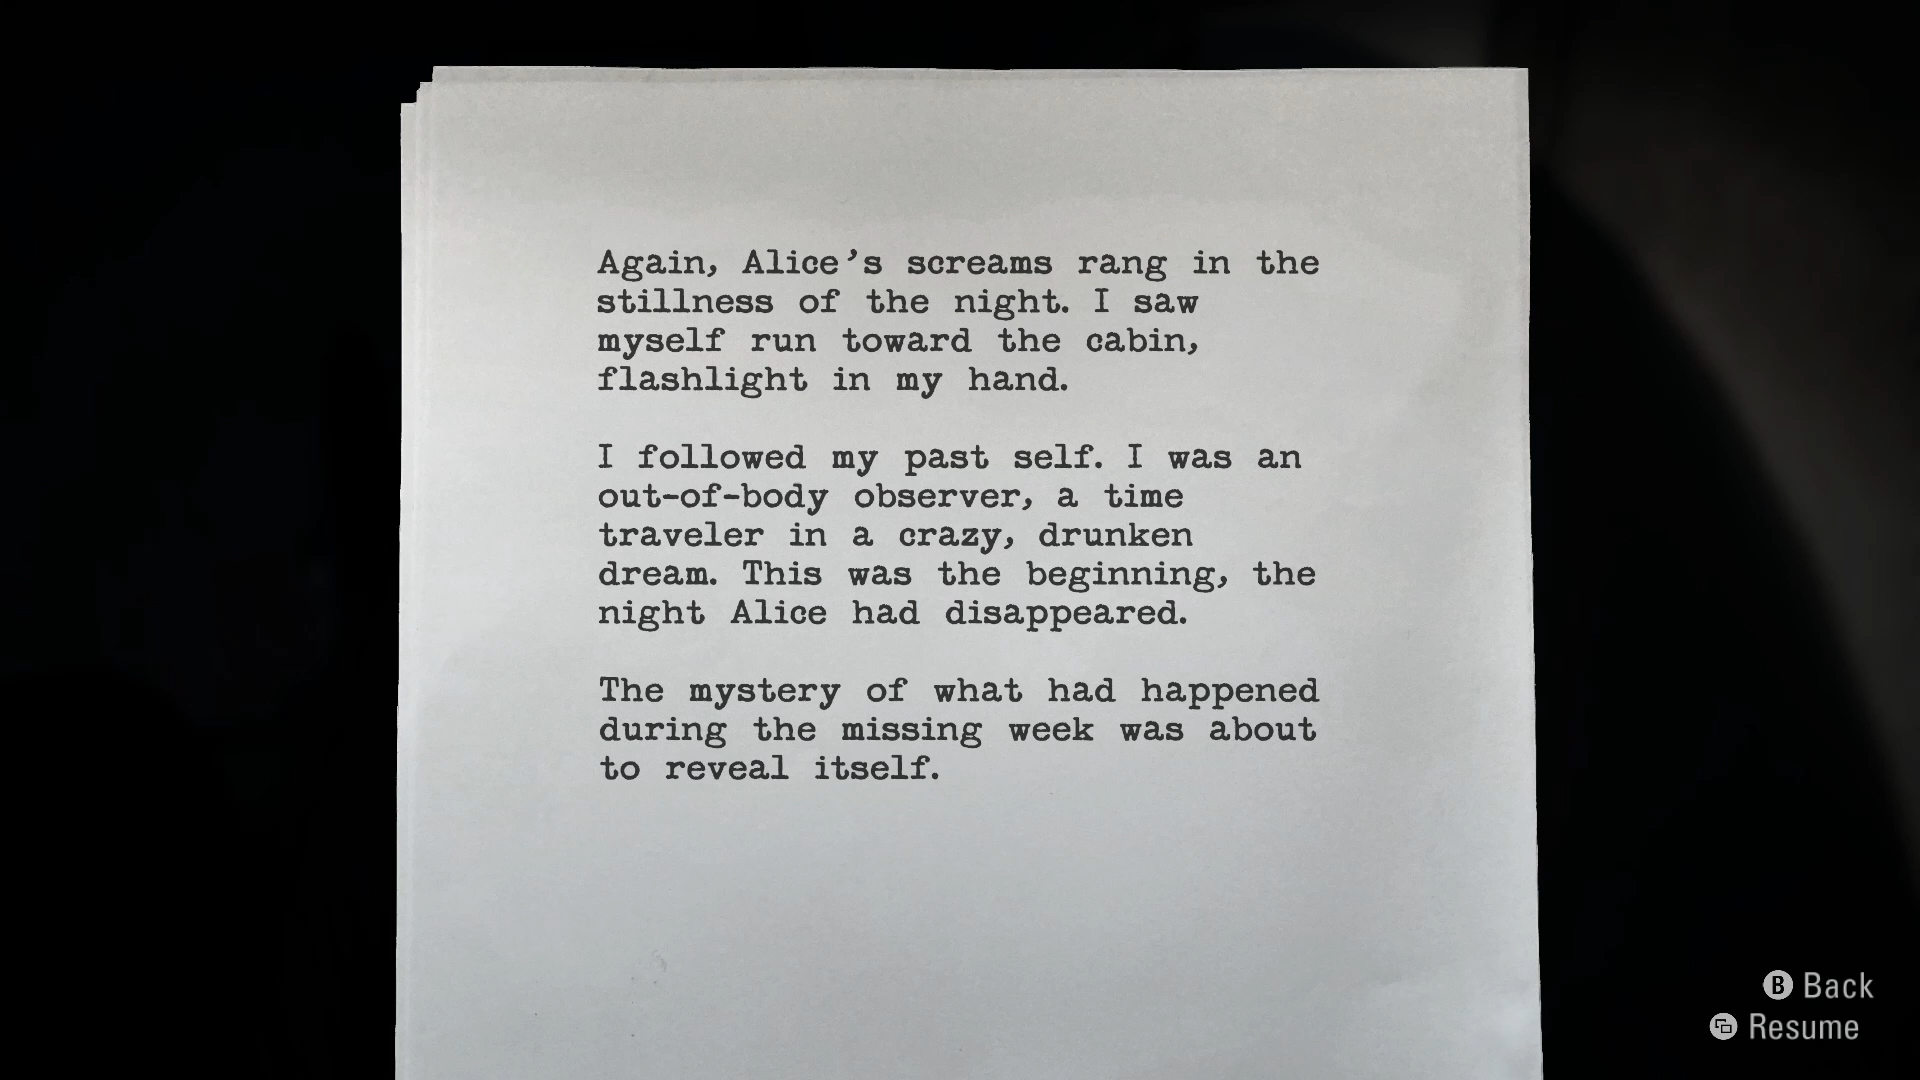 Again, Alice’s screams rang in the
stillness of the night. I saw
myself run toward the cabin,
flashlight in my hand.
I followed my past self. I was an
out-of-body observer, a time
traveler in a crazy, drunken
dream. This was the beginning, the
night Alice had disappeared.
The mystery of what had happened
during the missing week was about
to reveal itself.
B Back
Resume